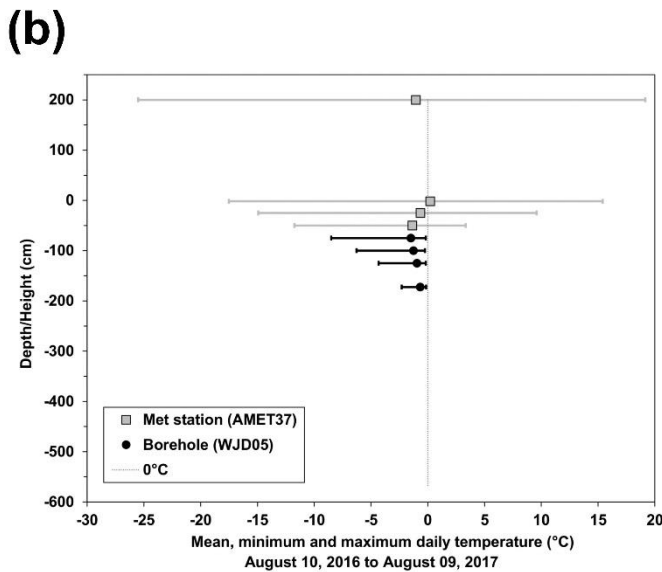 (b)
200
100
0
-100
-200
-300
-400
-500
-600
Depth/Height (cm)
Met station (AMET37)
Borehole (WJD05)
0°C
-30 -25 -20 -15 -10 -5 0 5 10 15 20
Mean, minimum and maximum daily temperature (°C)
August 10, 2016 to August 09, 2017